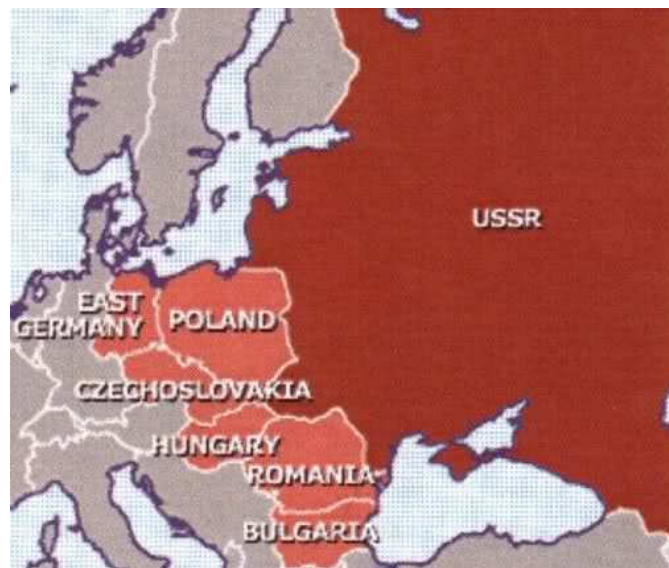 USSR
EAST
GERMANY
POLAND
CZECHOSLOVAKIA
HUNGARY
ROMANIA
BULGARIA